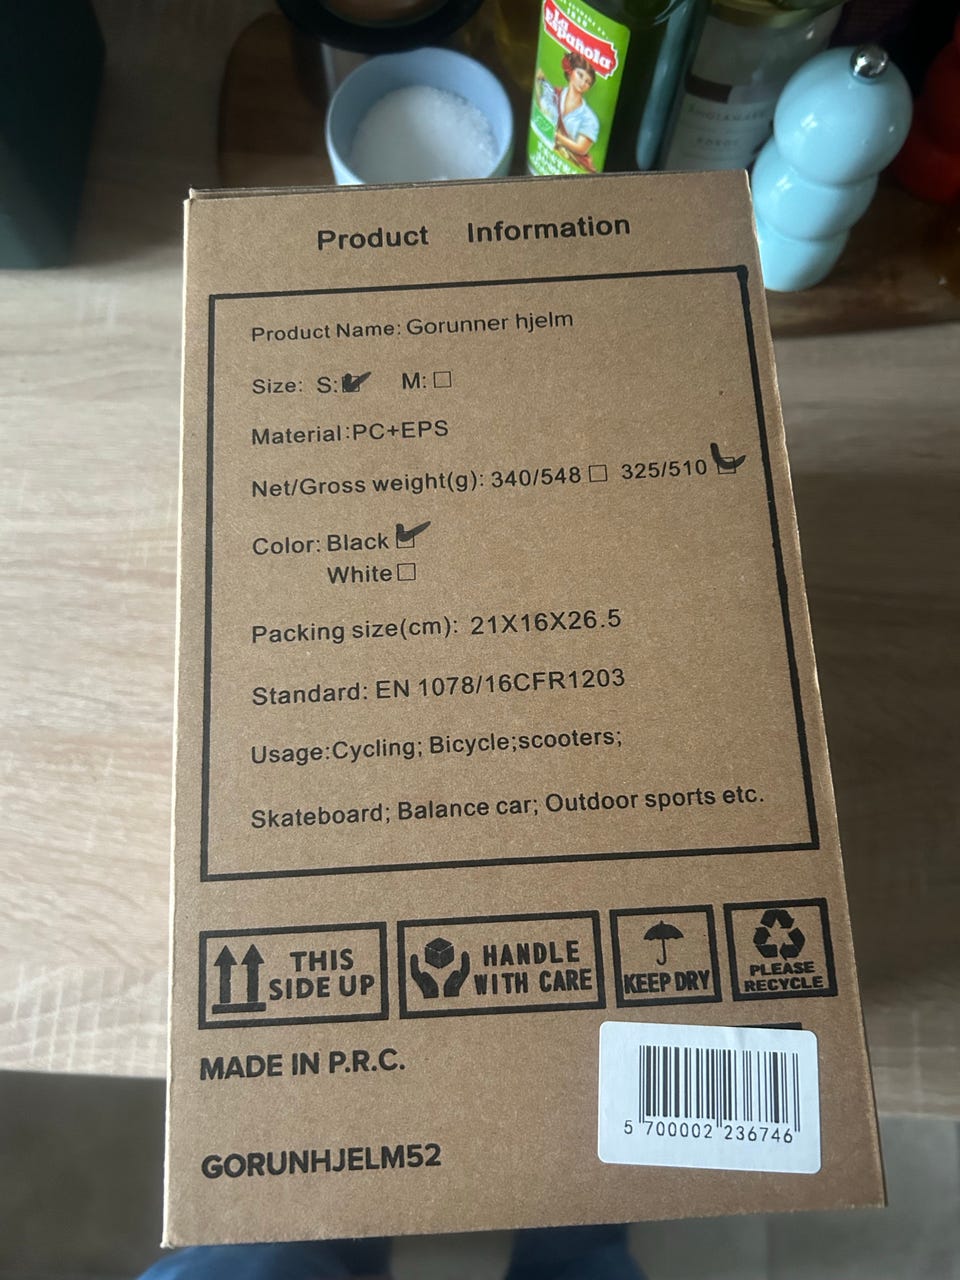 La
Española
Product Information
Product Name: Gorunner hjelm
Size: S: M:
Material:PC+EPS
Net/Gross weight(g): 340/548 325/510
Color: Black
White
Packing size(cm): 21X16X26.5
Standard: EN 1078/16CFR1203
Usage:Cycling; Bicycle;scooters;
Skateboard; Balance car; Outdoor sports etc.
THIS
SIDE UP
HANDLE
WITH CARE
KEEP DRY
PLEASE
RECYCLE
MADE IN P.R.C.
5 700002 236746
GORUNHJELM52